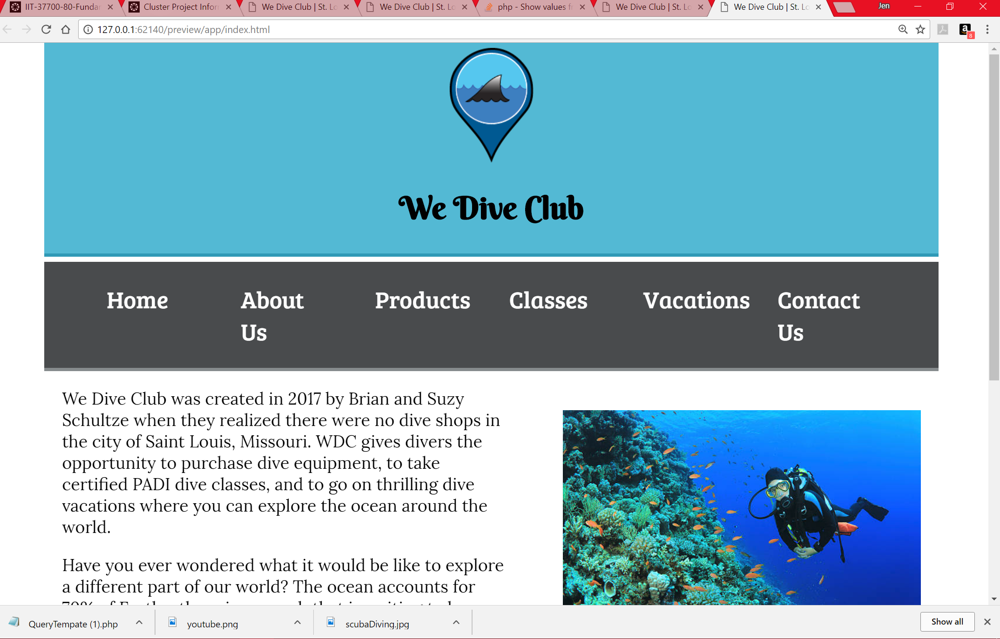 IIT-37700-80-Fundar
Cluster Project Inforn
We Dive Club | St. Lo
We Dive Club | St. Lo
php - Show values fr
We Dive Club | St. Lo
We Dive Club | St. Lo
Jen
127.0.0.1:62140/preview/app/index.html
a
8
We Dive Club
Home
About
Us
Products
Classes
Vacations
Contact
Us
We Dive Club was created in 2017 by Brian and Suzy
Schultze when they realized there were no dive shops in
the city of Saint Louis, Missouri. WDC gives divers the
opportunity to purchase dive equipment, to take
certified PADI dive classes, and to go on thrilling dive
vacations where you can explore the ocean around the
world.
Have you ever wondered what it would be like to explore
a different part of our world? The ocean accounts for
QueryTempate (1).php
youtube.png
scubaDiving.jpg
Show all